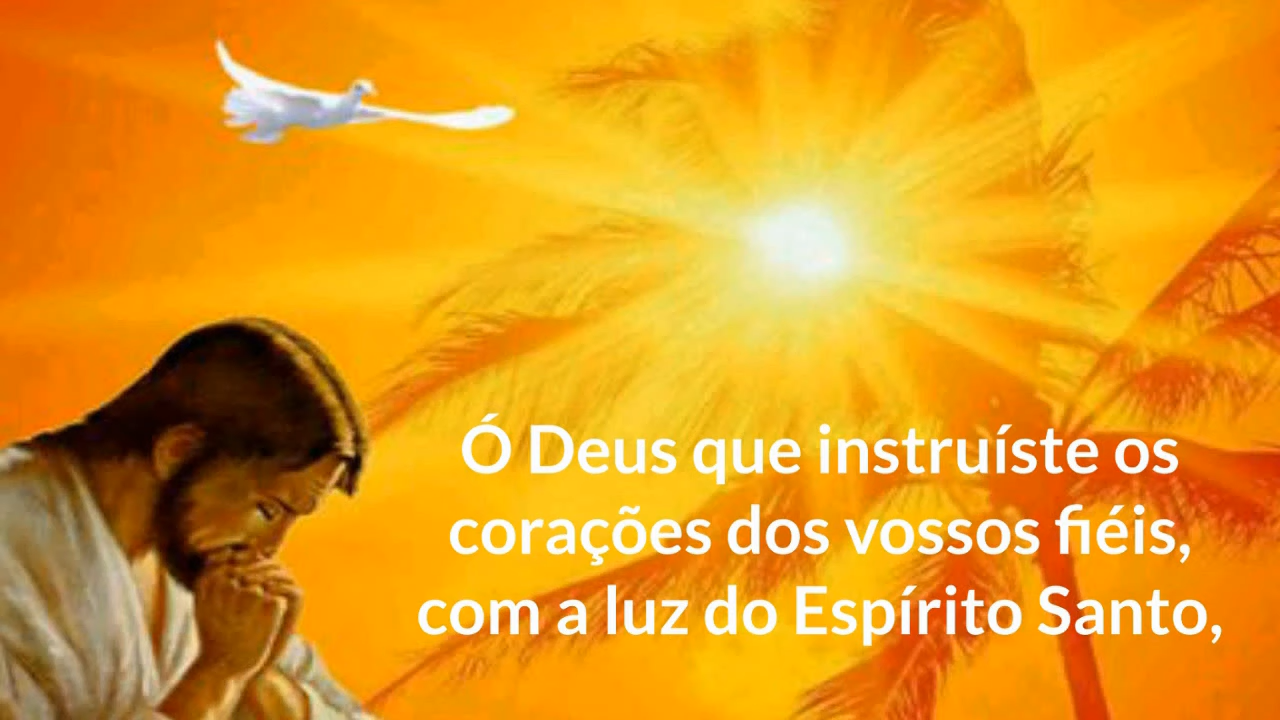 Ó Deus que instruíste os
corações dos vossos fiéis,
com a luz do Espírito Santo,